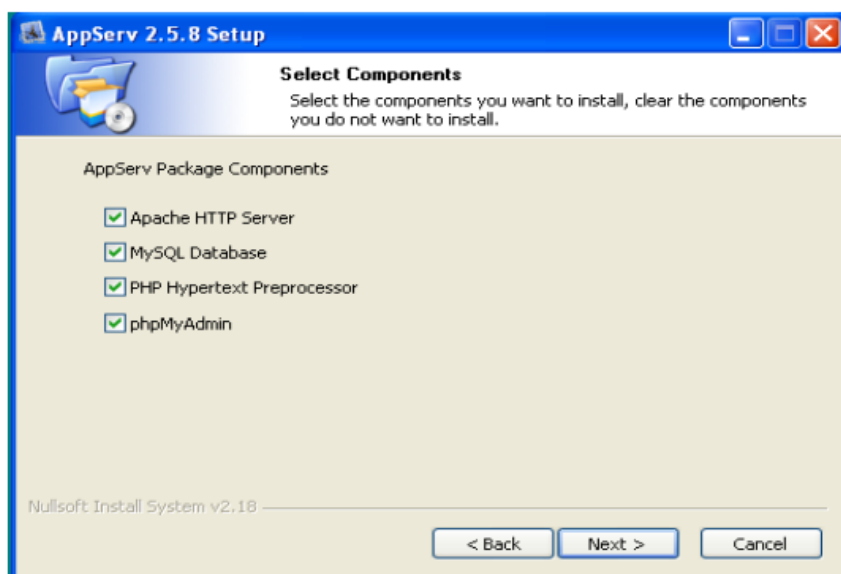 AppServ 2.5.8 Setup
Select Components
Select the components you want to install, clear the components
you do not want to install.
AppServ Package Components
Apache HTTP Server
MySQL Database
PHP Hypertext Preprocessor
phpMyAdmin
Nullsoft Install System v2.18
< Back
Next >
Cancel